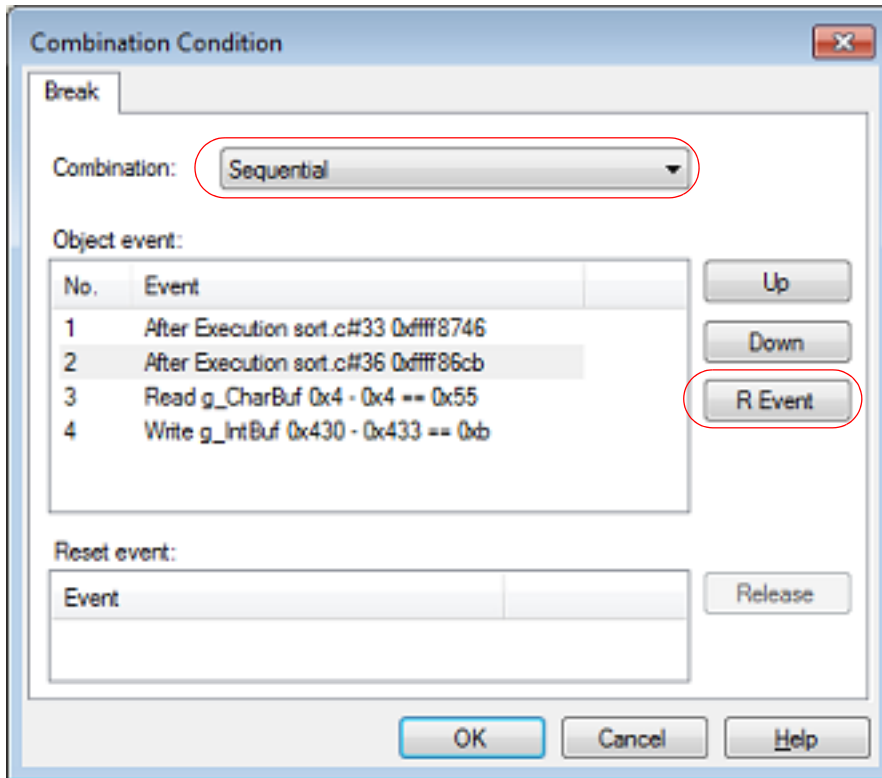 Combination Condition
Break
Combination: Sequential
Object event:
No. Event
1 After Execution sort.c#33 0xffff8746
2 After Execution sort.c#36 0xffff86cb
3 Read g_CharBuf 0x4 - 0x4 == 0x55
4 Write g_IntBuf 0x430 - 0x433 == 0xb
Up
Down
R Event
Reset event:
Event
Release
OK Cancel Help